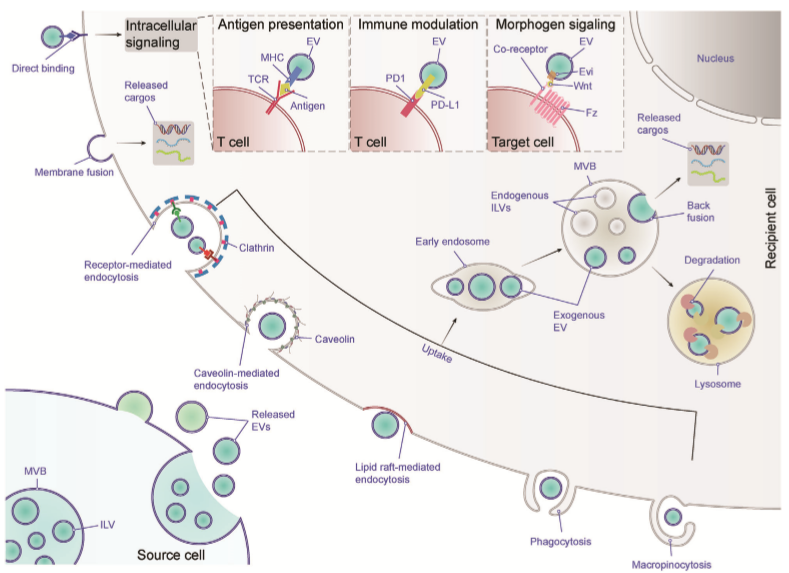 Direct binding
Intracellular
signaling
Antigen presentation
EV
MHC
TCR
Antigen
T cell
Immune modulation
EV
PD1
PD-L1
T cell
Morphogen sigaling
Co-receptor
EV
Evi
Wnt
Fz
Target cell
Nucleus
Released
cargos
Membrane fusion
Released
cargos
MVB
Endogenous
ILVs
Back
fusion
Recipient cell
Clathrin
Receptor-mediated
endocytosis
Early endosome
Exogenous
EV
Degradation
Lysosome
Uptake
Caveolin
Caveolin-mediated
endocytosis
Released
EVs
Lipid raft-mediated
endocytosis
MVB
ILV
Source cell
Phagocytosis
Macropinocytosis